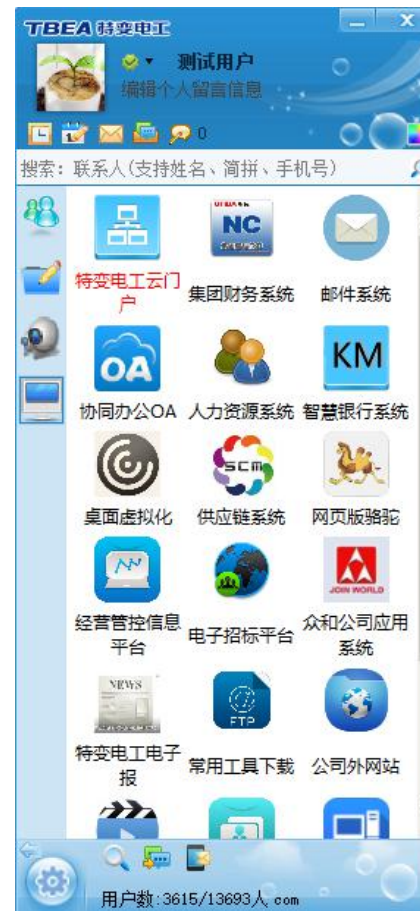 TBEA 特变电工
测试用户
编辑个人留言信息
0
搜索: 联系人(支持姓名、简拼、手机号)
NC
特变电工云门
户
集团财务系统
邮件系统
OA
KM
协同办公OA
人力资源系统
智慧银行系统
SCM
桌面虚拟化
供应链系统
网页版骆驼
JOIN WORLD
经营管控信息
平台
电子招标平台
众和公司应用
系统
NEWS
FTP
特变电工电子
报
常用工具下载
公司外网站
用户数:3615/13693人 com